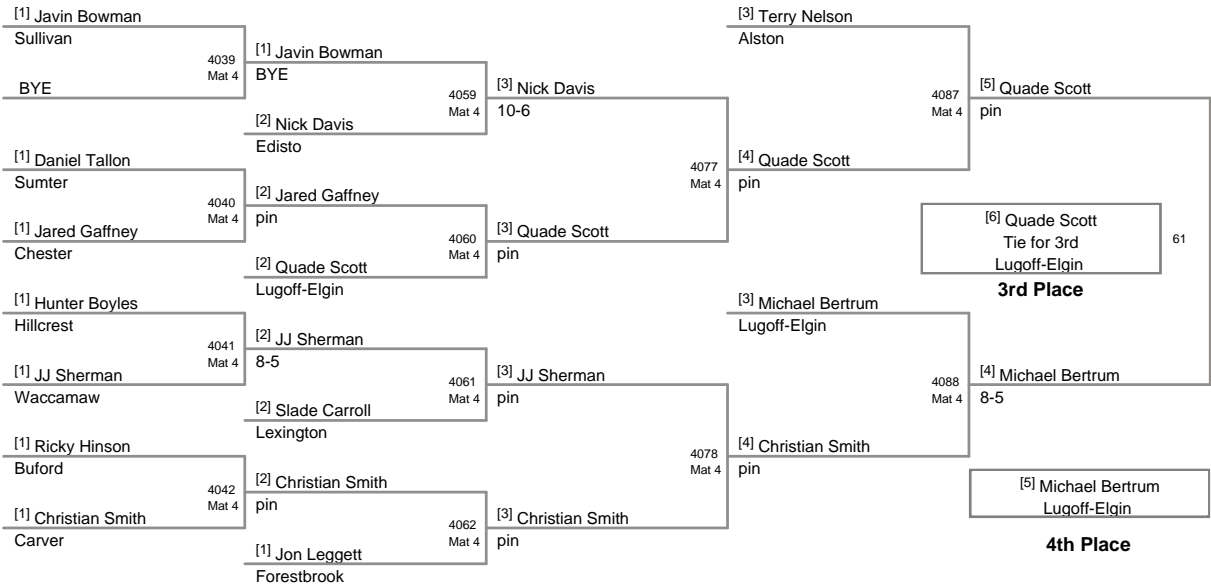 [1] Javin Bowman
Sullivan
4039
Mat 4
BYE
[1] Daniel Tallon
Sumter
4040
Mat 4
[1] Jared Gaffney
Chester
[1] Hunter Boyles
Hillcrest
4041
Mat 4
[1] JJ Sherman
Waccamaw
[1] Ricky Hinson
Buford
4042
Mat 4
[1] Christian Smith
Carver
[1] Javin Bowman
BYE
4059
Mat 4
[2] Nick Davis
Edisto
[2] Jared Gaffney
pin
4060
Mat 4
[2] Quade Scott
Lugoff-Elgin
[2] JJ Sherman
8-5
4061
Mat 4
[2] Slade Carroll
Lexington
[2] Christian Smith
pin
4062
Mat 4
[1] Jon Leggett
Forestbrook
[3] Nick Davis
10-6
4077
Mat 4
[3] Quade Scott
pin
[3] JJ Sherman
pin
4078
Mat 4
[3] Christian Smith
pin
[3] Terry Nelson
Alston
4087
Mat 4
[4] Quade Scott
pin
[3] Michael Bertrum
Lugoff-Elgin
4088
Mat 4
[4] Christian Smith
pin
[5] Quade Scott
pin
[6] Quade Scott
Tie for 3rd
Lugoff-Elgin
61
3rd Place
[4] Michael Bertrum
8-5
[5] Michael Bertrum
Lugoff-Elgin
4th Place